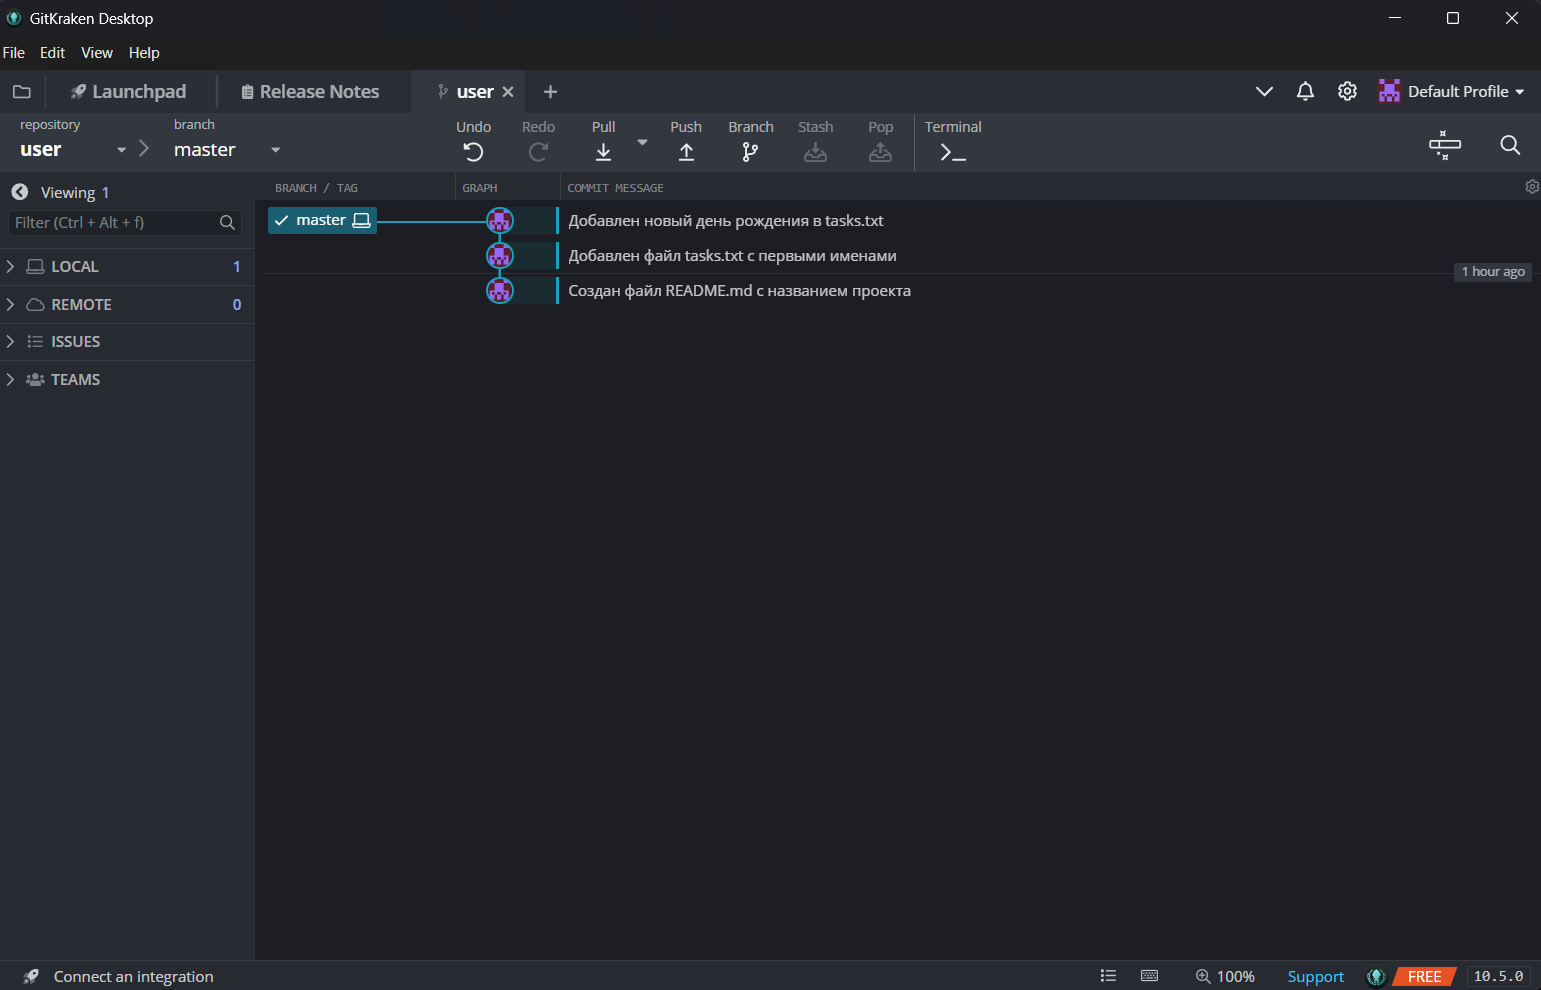 GitKraken Desktop
File Edit View Help
Launchpad Release Notes user Default Profile
repository branch Undo Redo Pull Push Branch Stash Pop Terminal
user master
Viewing 1
Filter (Ctrl + Alt + f)
LOCAL 1
REMOTE 0
ISSUES
TEAMS
BRANCH / TAG GRAPH COMMIT MESSAGE
master Добавлен новый день рождения в tasks.txt
Добавлен файл tasks.txt с первыми именами
1 hour ago
Создан файл README.md с названием проекта
Connect an integration 100% Support FREE 10.5.0